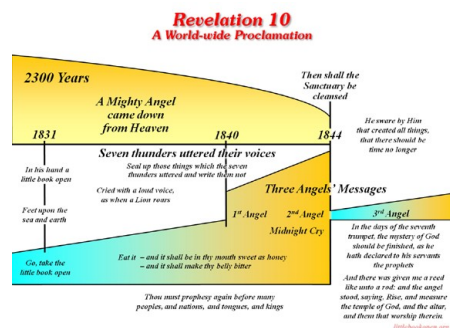 Revelation 10
A World-wide Proclamation
2300 Years
Then shall the
Sanctuary be
cleansed
A Mighty Angel
came down
from Heaven
He sware by Him
that created all things,
that there should be
time no longer
1831
1840
1844
Seven thunders uttered their voices
Seal up those things which the seven
thunders uttered and write them not
In his hand a
little book open
Cried with a loud voice,
as when a Lion roars
Three Angels' Messages
Feet upon the
sea and earth
1st Angel
2nd Angel
3rd Angel
Midnight Cry
In the days of the seventh
trumpet, the mystery of God
should be finished, as he
hath declared to his servants
the prophets
Go, take the
little book open
Eat it - and it shall be in thy mouth sweet as honey
- and it shall make thy belly bitter
And there was given me a reed
like unto a rod: and the angel
stood, saying, Rise, and measure
the temple of God, and the altar,
and them that worship therein.
Thou must prophesy again before many
peoples, and nations, and tongues, and kings